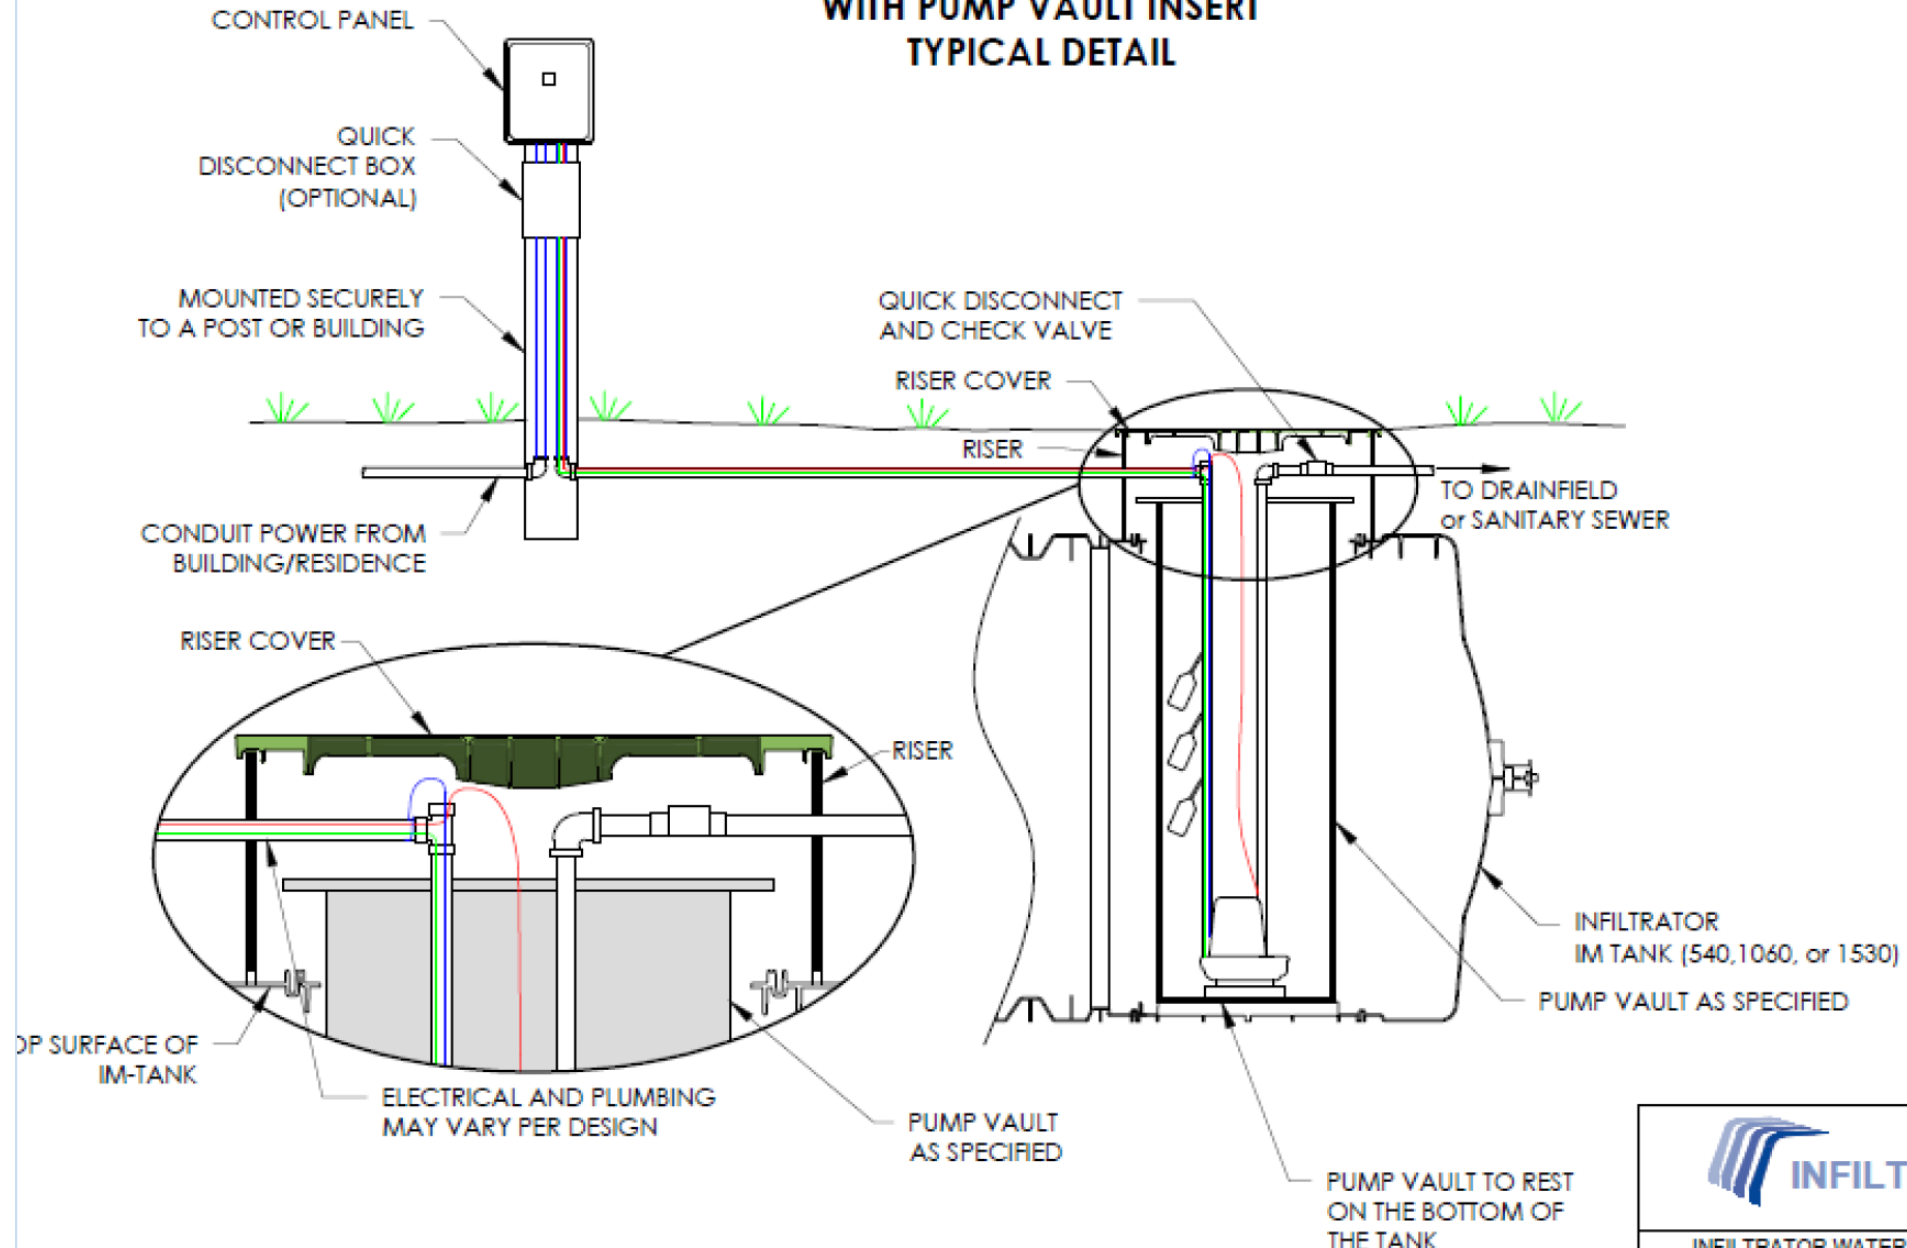 WITH PUMP VAULT INSERT
TYPICAL DETAIL
CONTROL PANEL
QUICK
DISCONNECT BOX
(OPTIONAL)
MOUNTED SECURELY
TO A POST OR BUILDING
QUICK DISCONNECT
AND CHECK VALVE
RISER COVER
RISER
TO DRAINFIELD
or SANITARY SEWER
CONDUIT POWER FROM
BUILDING/RESIDENCE
RISER COVER
RISER
INFILTRATOR
IM TANK (540,1060, or 1530)
PUMP VAULT AS SPECIFIED
OP SURFACE OF
IM-TANK
ELECTRICAL AND PLUMBING
MAY VARY PER DESIGN
PUMP VAULT
AS SPECIFIED
PUMP VAULT TO REST
ON THE BOTTOM OF
THE TANK
INFILT
INFILTRATOR WATER